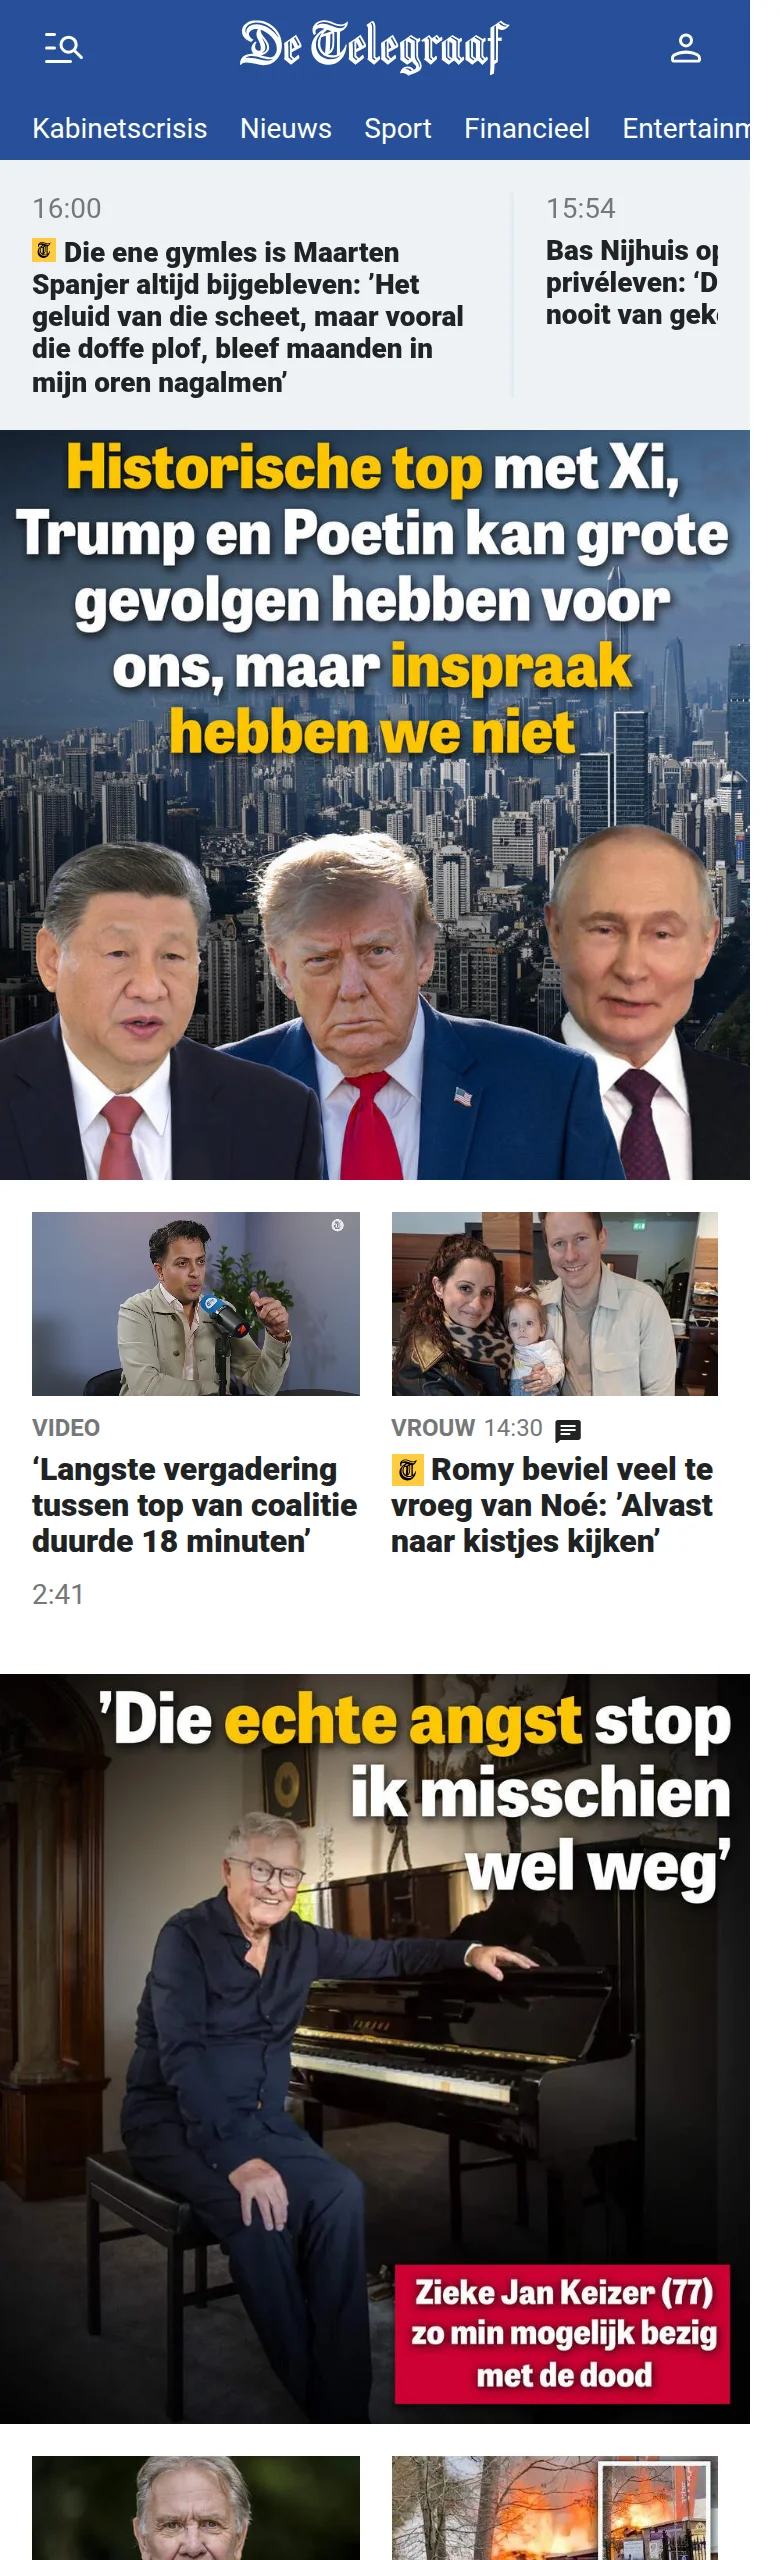 De Telegraaf
Kabinetscrisis Nieuws Sport Financieel Entertainm
16:00
Die ene gymles is Maarten
Spanjer altijd bijgebleven: ’Het
geluid van die scheet, maar vooral
die doffe plof, bleef maanden in
mijn oren nagalmen’
15:54
Bas Nijhuis op
privéleven: ‘D
nooit van gek
Historische top met Xi,
Trump en Poetin kan grote
gevolgen hebben voor
ons, maar inspraak
hebben we niet
VIDEO
‘Langste vergadering
tussen top van coalitie
duurde 18 minuten’
2:41
VROUW 14:30
Romy beviel veel te
vroeg van Noé: ’Alvast
naar kistjes kijken’
’Die echte angst stop
ik misschien
wel weg’
Zieke Jan Keizer (77)
zo min mogelijk bezig
met de dood